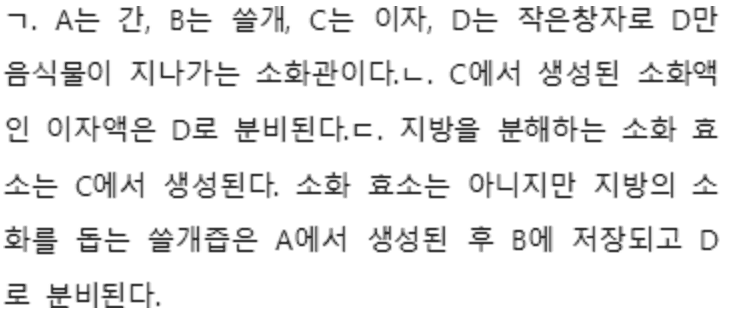 ㄱ. A는 간, B는 쓸개, C는 이자, D는 작은창자로 D만
음식물이 지나가는 소화관이다.ㄴ. C에서 생성된 소화액
인 이자액은 D로 분비된다.ㄷ. 지방을 분해하는 소화 효
소는 C에서 생성된다. 소화 효소는 아니지만 지방의 소
화를 돕는 쓸개즙은 A에서 생성된 후 B에 저장되고 D
로 분비된다.